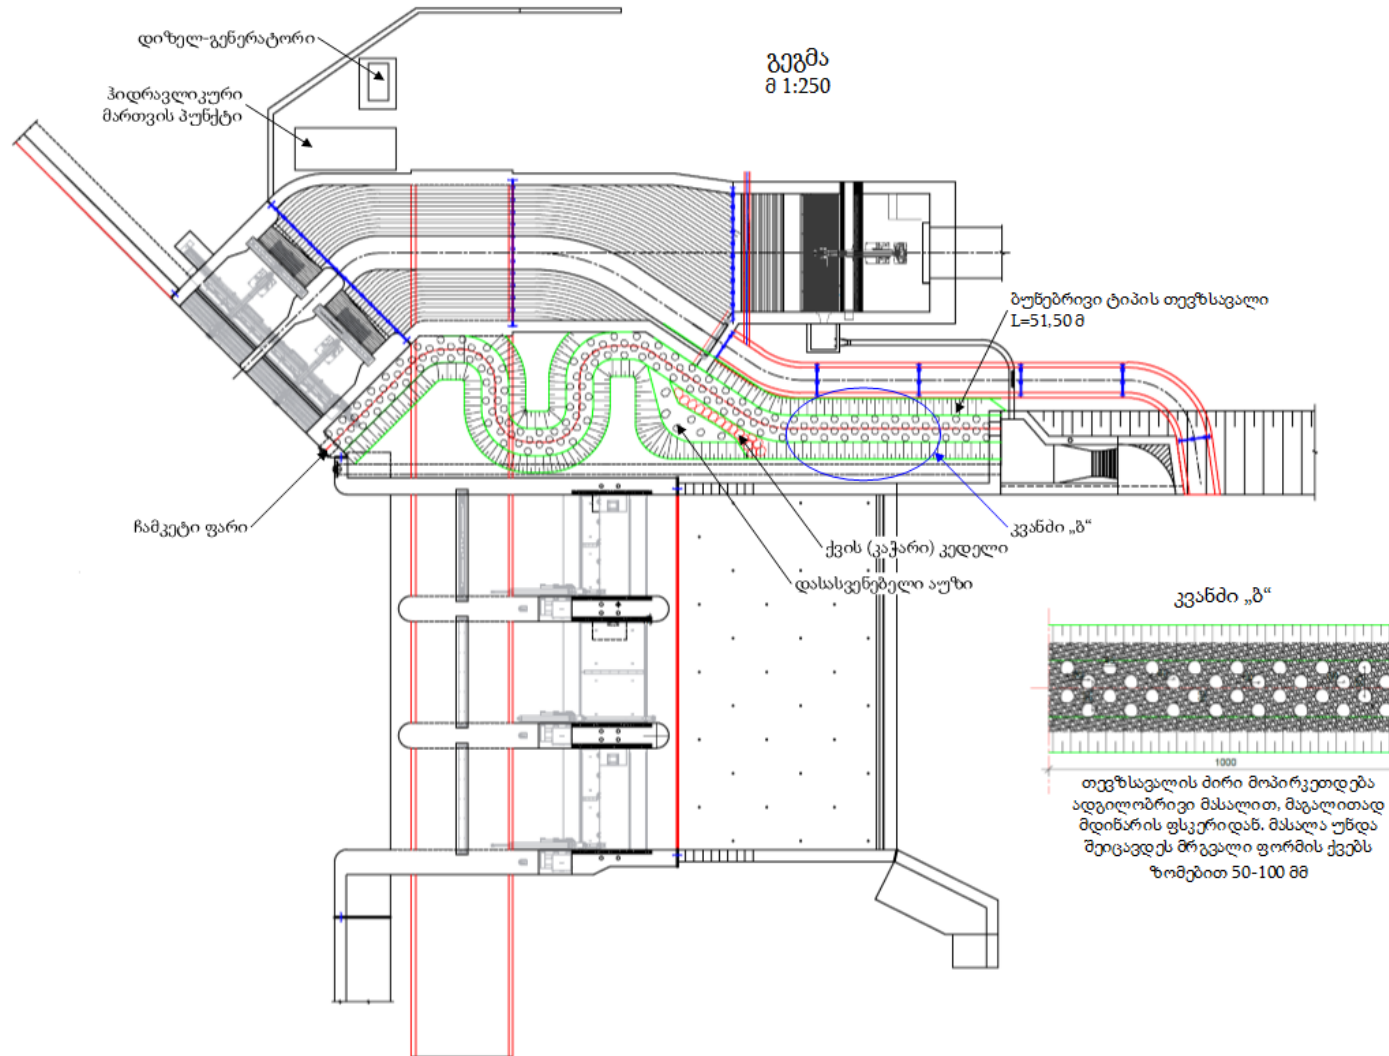 გეგმა
მ 1:250
დიზელ-გენერატორი
ჰიდრავლიკური
მართვის პუნქტი
ბუნებრივი ტიპის თევზსავალი
L=51,50 მ
ჩამკეტი ფარი
კვანძი „ბ“
ქვის (კაჭარი) კედელი
დასასვენებელი აუზი
კვანძი „ბ“
1000
თევზსავალის ძირი მოპირკეთდება
ადგილობრივი მასალით, მაგალითად
მდინარის ფსკერიდან. მასალა უნდა
შეიცავდეს მრგვალი ფორმის ქვებს
ზომებით 50-100 მმ